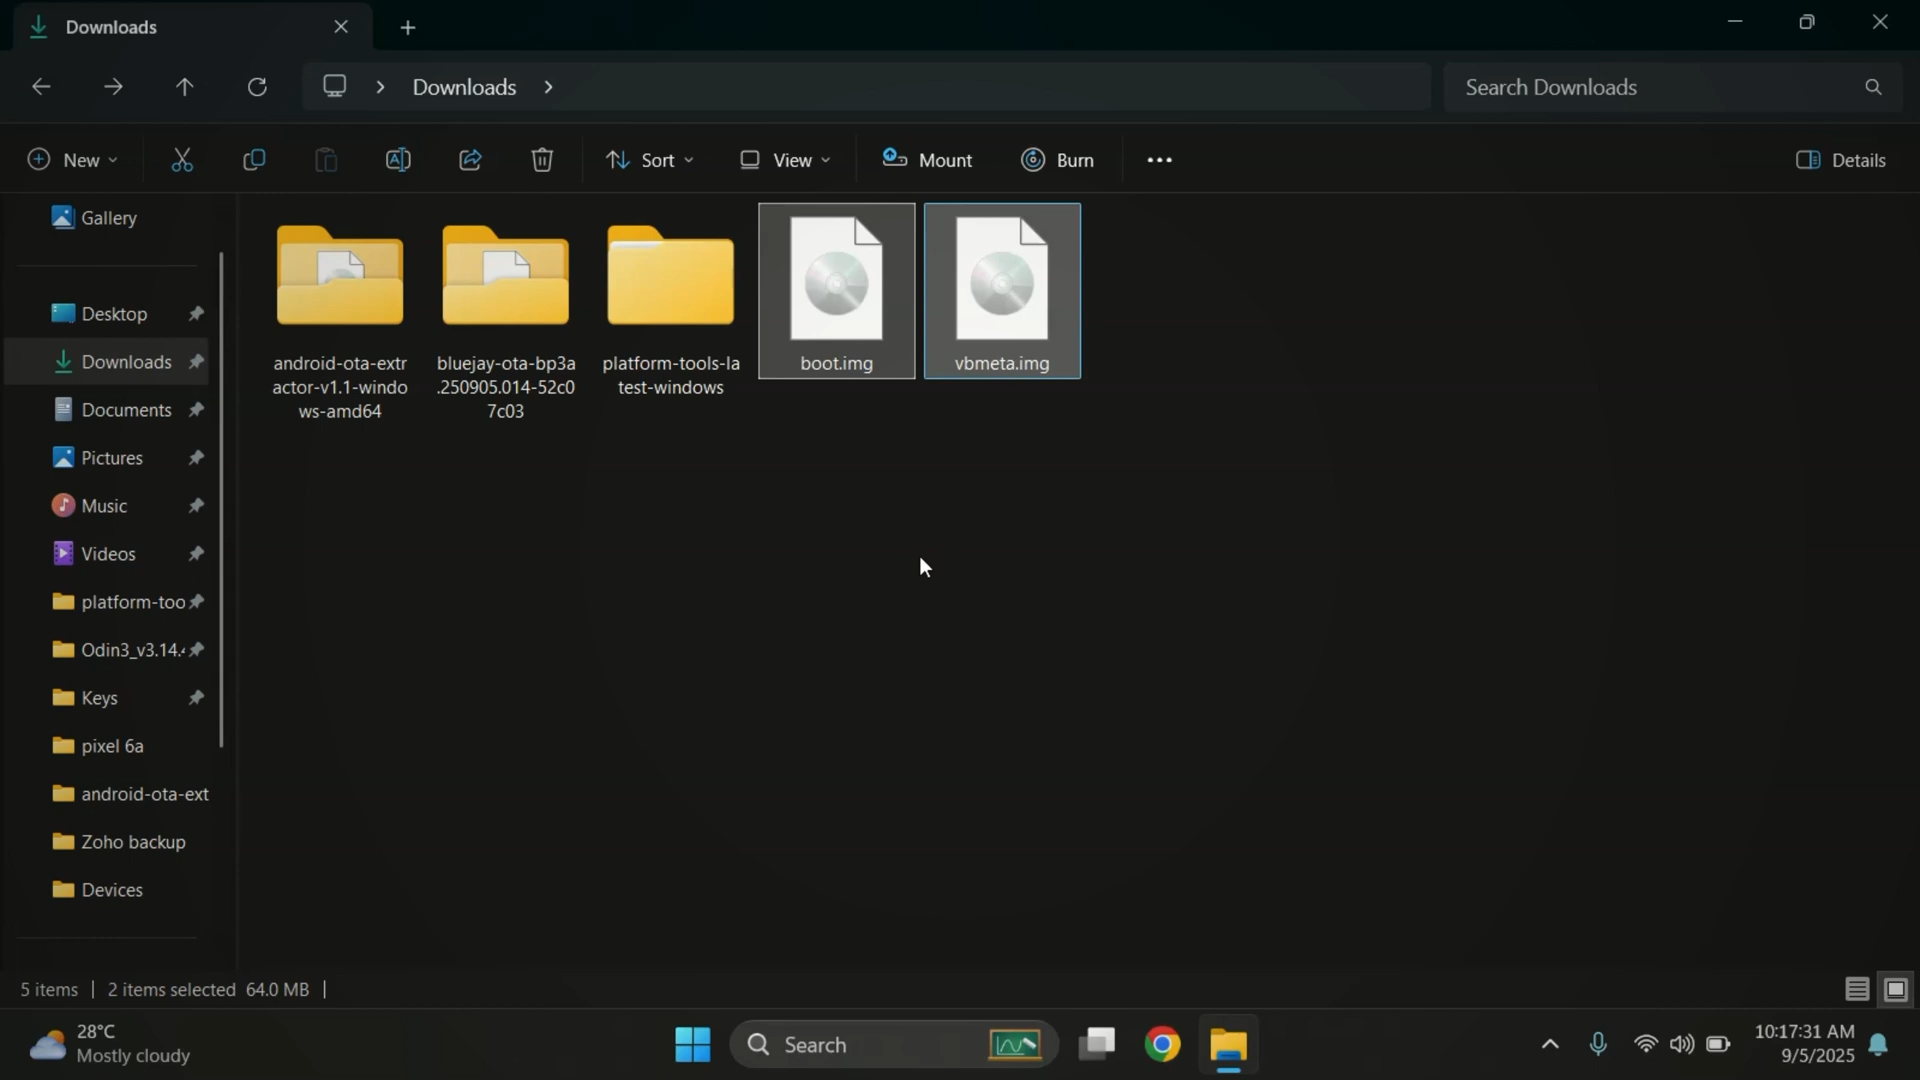 Downloads
Downloads
Search Downloads
New
Sort
View
Mount
Burn
Details
Gallery
Desktop
Downloads
Documents
Pictures
Music
Videos
platform-too
Odin3_v3.14.
Keys
pixel 6a
android-ota-ext
Zoho backup
Devices
android-ota-extr
actor-v1.1-windo
ws-amd64
bluejay-ota-bp3a
.250905.014-52c0
7c03
platform-tools-la
test-windows
boot.img
vbmeta.img
5 items
2 items selected 64.0 MB
28°C
Mostly cloudy
Search
10:17:31 AM
9/5/2025